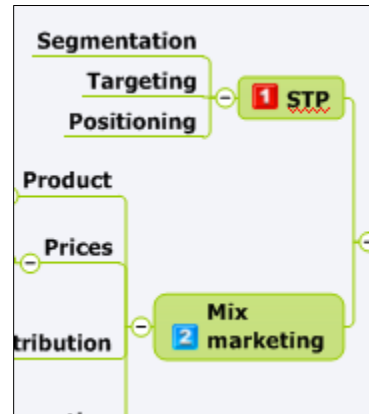 Segmentation
Targeting
Positioning
1 STP
Product
Prices
tribution
Mix
2 marketing